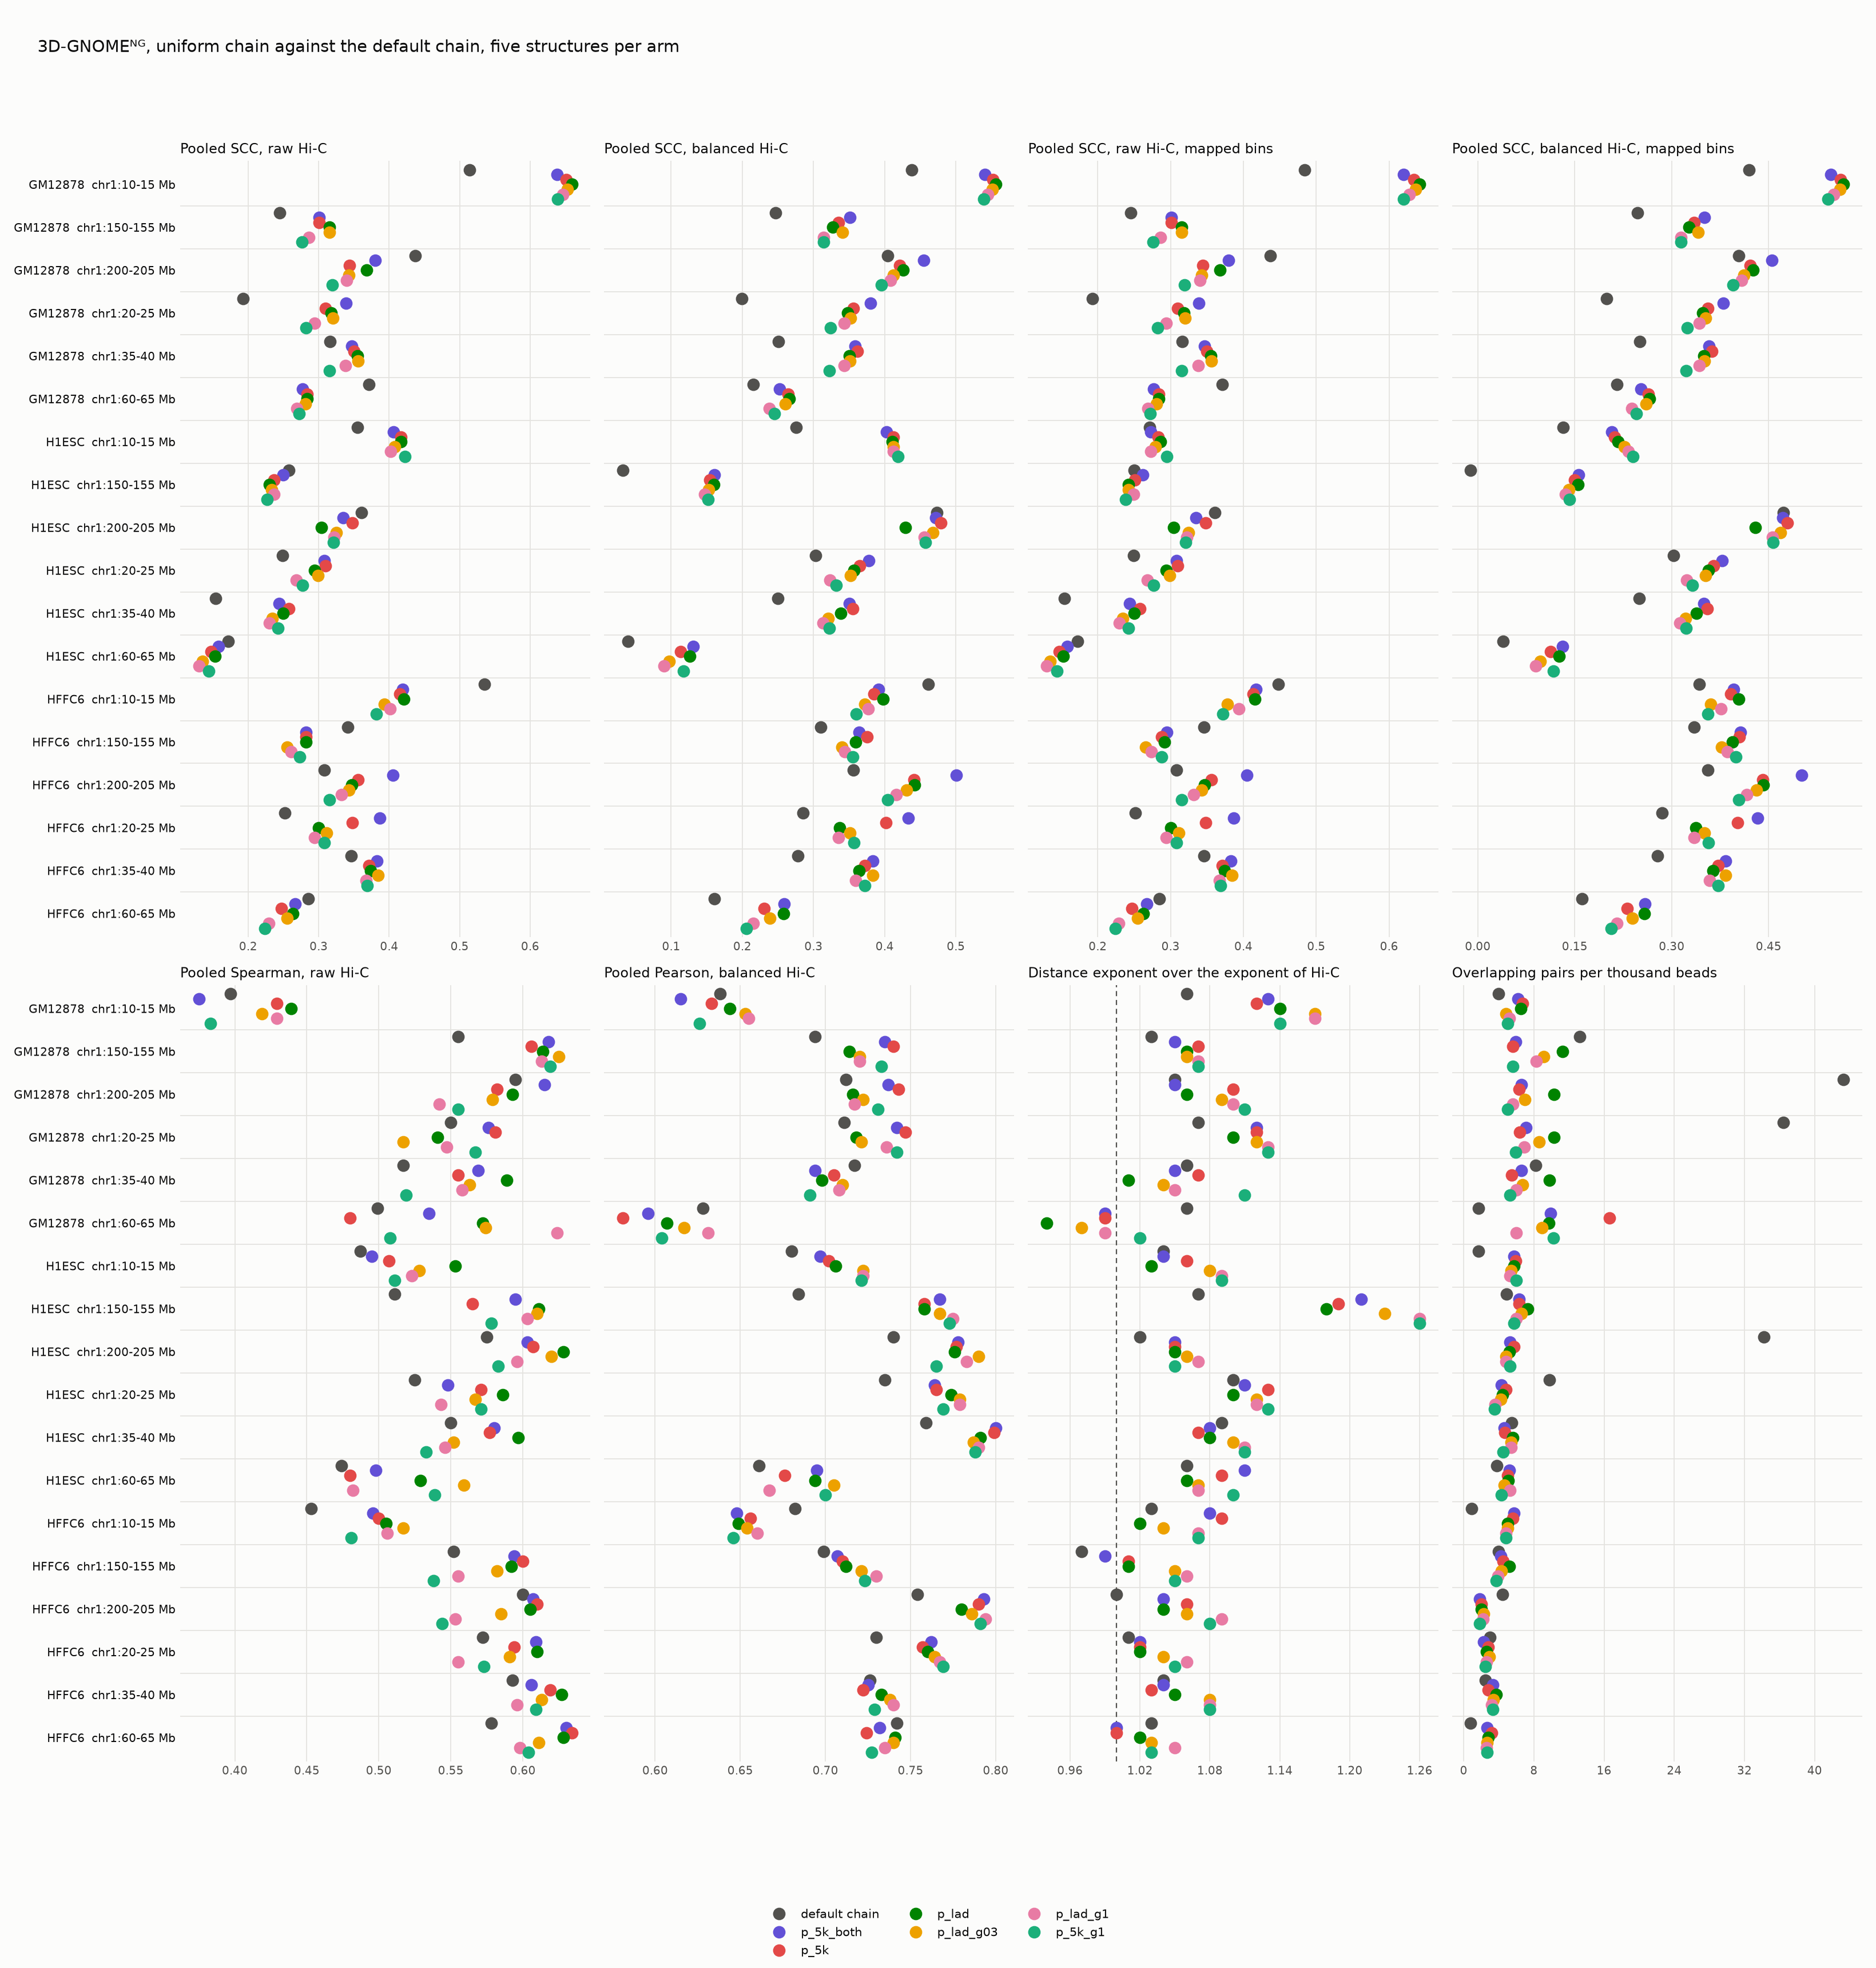 3D-GNOMEᴺᴳ, uniform chain against the default chain, five structures per arm
Pooled SCC, raw Hi-C
Pooled SCC, balanced Hi-C
Pooled SCC, raw Hi-C, mapped bins
Pooled SCC, balanced Hi-C, mapped bins
GM12878 chr1:10-15 Mb
GM12878 chr1:150-155 Mb
GM12878 chr1:200-205 Mb
GM12878 chr1:20-25 Mb
GM12878 chr1:35-40 Mb
GM12878 chr1:60-65 Mb
H1ESC chr1:10-15 Mb
H1ESC chr1:150-155 Mb
H1ESC chr1:200-205 Mb
H1ESC chr1:20-25 Mb
H1ESC chr1:35-40 Mb
H1ESC chr1:60-65 Mb
HFFC6 chr1:10-15 Mb
HFFC6 chr1:150-155 Mb
HFFC6 chr1:200-205 Mb
HFFC6 chr1:20-25 Mb
HFFC6 chr1:35-40 Mb
HFFC6 chr1:60-65 Mb
0.2 0.3 0.4 0.5 0.6
0.1 0.2 0.3 0.4 0.5
0.2 0.3 0.4 0.5 0.6
0.00 0.15 0.30 0.45
Pooled Spearman, raw Hi-C
Pooled Pearson, balanced Hi-C
Distance exponent over the exponent of Hi-C
Overlapping pairs per thousand beads
GM12878 chr1:10-15 Mb
GM12878 chr1:150-155 Mb
GM12878 chr1:200-205 Mb
GM12878 chr1:20-25 Mb
GM12878 chr1:35-40 Mb
GM12878 chr1:60-65 Mb
H1ESC chr1:10-15 Mb
H1ESC chr1:150-155 Mb
H1ESC chr1:200-205 Mb
H1ESC chr1:20-25 Mb
H1ESC chr1:35-40 Mb
H1ESC chr1:60-65 Mb
HFFC6 chr1:10-15 Mb
HFFC6 chr1:150-155 Mb
HFFC6 chr1:200-205 Mb
HFFC6 chr1:20-25 Mb
HFFC6 chr1:35-40 Mb
HFFC6 chr1:60-65 Mb
0.40 0.45 0.50 0.55 0.60
0.60 0.65 0.70 0.75 0.80
0.96 1.02 1.08 1.14 1.20 1.26
0 8 16 24 32 40
default chain
p_5k_both
p_5k
p_lad
p_lad_g03
p_lad_g1
p_5k_g1